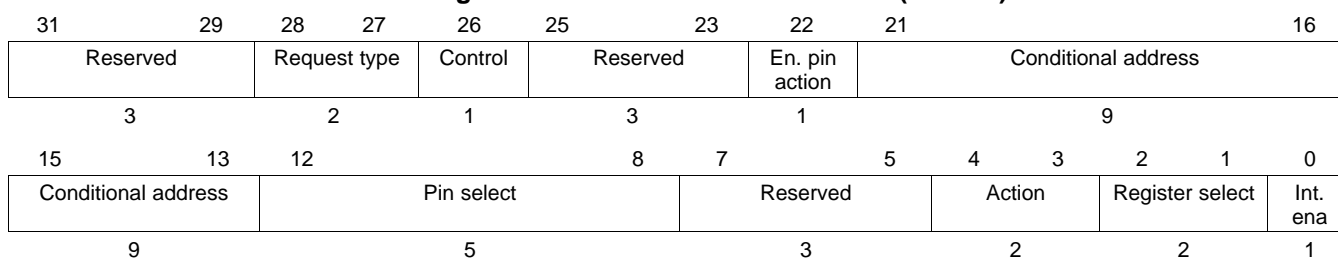 31 29 28 27 26 25 23 22 21 16
Reserved Request type Control Reserved En. pin action Conditional address
3 2 1 3 1 9
15 13 12 8 7 5 4 3 2 1 0
Conditional address Pin select Reserved Action Register select Int. ena
9 5 3 2 2 1